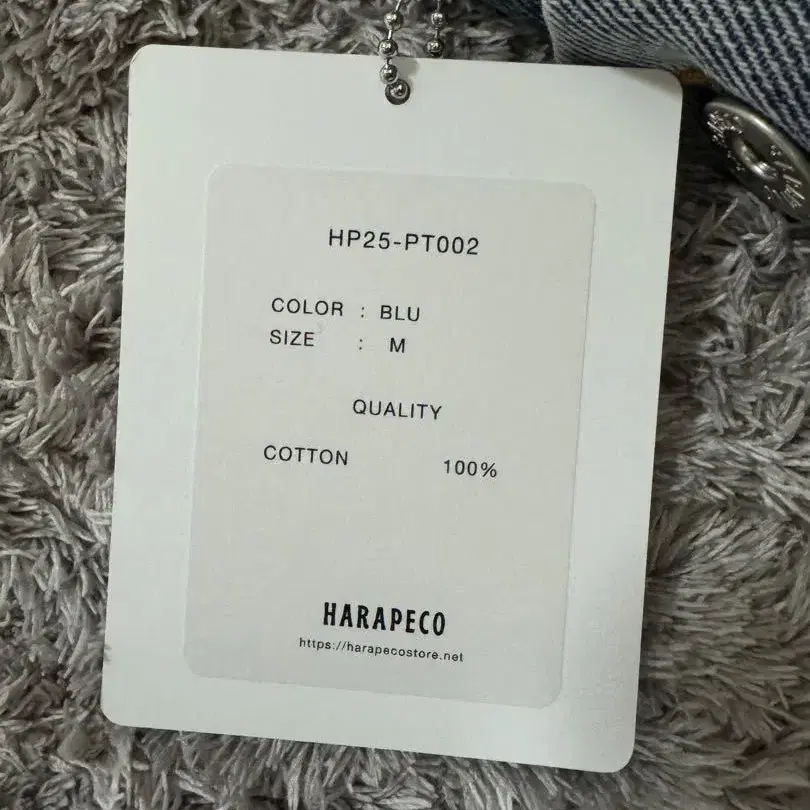 HP25-PT002
COLOR : BLU
SIZE : M
QUALITY
COTTON 100%
HARAPECO
https://harapecostore.net